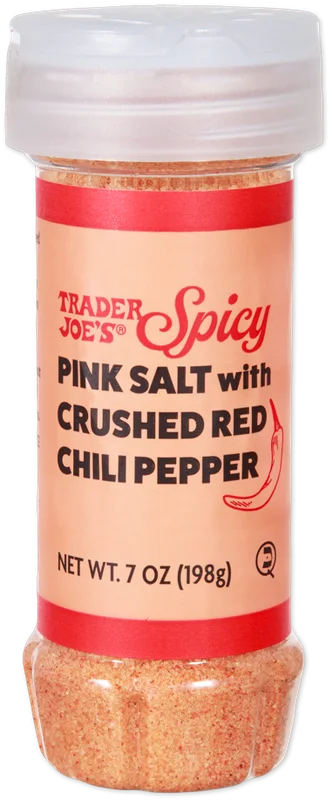 TRADER JOE'S® Spicy
PINK SALT with
CRUSHED RED
CHILI PEPPER
NET WT. 7 OZ (198g)